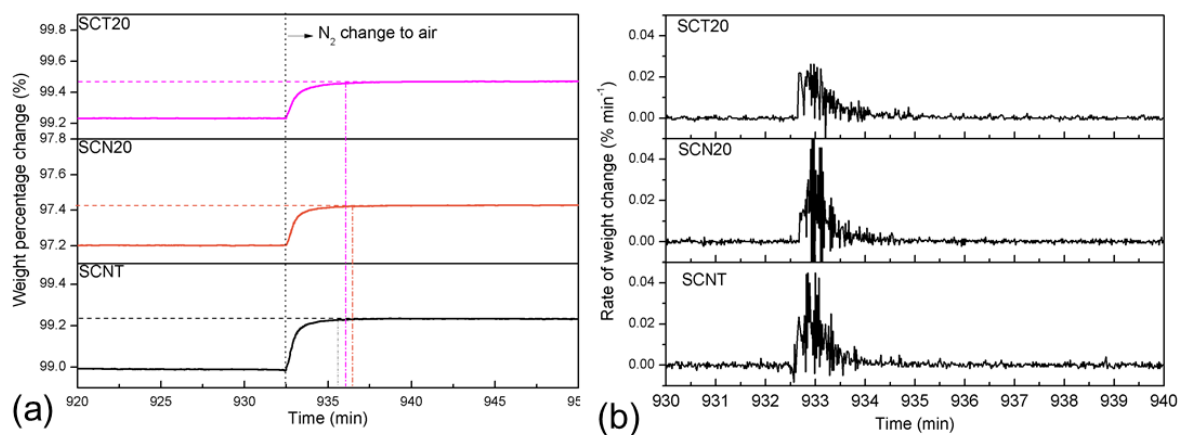 SCT20
N₂ change to air
99.8
99.6
99.4
99.2
97.8
SCN20
97.6
97.4
97.2
SCNT
99.2
99.0
Weight percentage change (%)
920 925 930 935 940 945 95
Time (min)
(a)
SCT20
0.04
0.02
0.00
SCN20
0.04
0.02
0.00
SCNT
0.04
0.02
0.00
Rate of weight change (% min⁻¹)
930 931 932 933 934 935 936 937 938 939 940
Time (min)
(b)